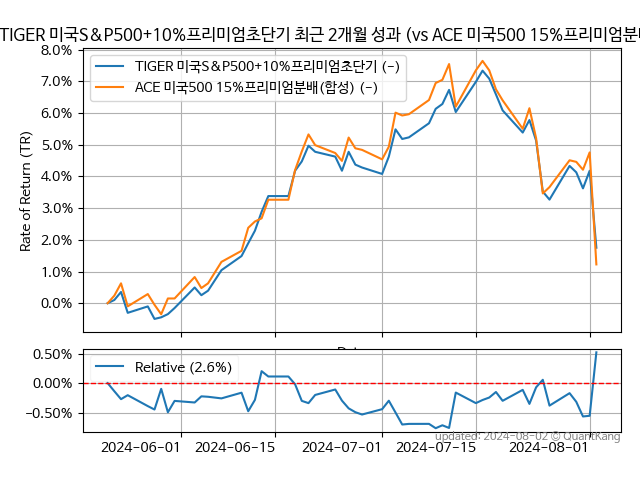 TIGER 미국S&P500+10%프리미엄초단기 최근 2개월 성과 (vs ACE 미국500 15%프리미엄분배
8.0%
7.0%
6.0%
5.0%
4.0%
3.0%
2.0%
1.0%
0.0%
Rate of Return (TR)
TIGER 미국S&P500+10%프리미엄초단기 (-)
ACE 미국500 15%프리미엄분배(합성) (-)
0.50%
0.00%
−0.50%
Relative (2.6%)
updated: 2024-08-02 © QuantKang
2024-06-01
2024-06-15
2024-07-01
2024-07-15
2024-08-01